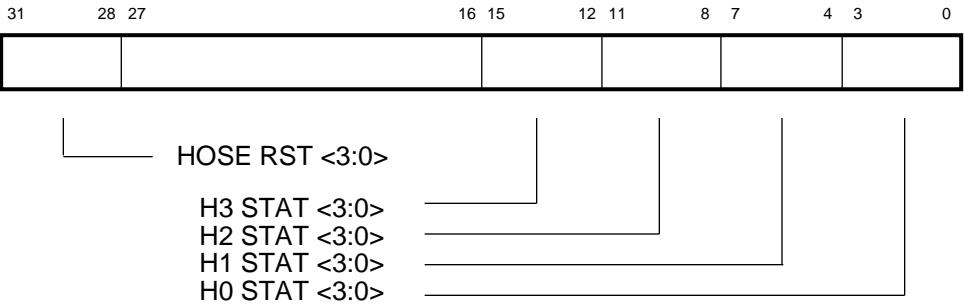 31 28 27 16 15 12 11 8 7 4 3 0
HOSE RST <3:0>
H3 STAT <3:0>
H2 STAT <3:0>
H1 STAT <3:0>
H0 STAT <3:0>